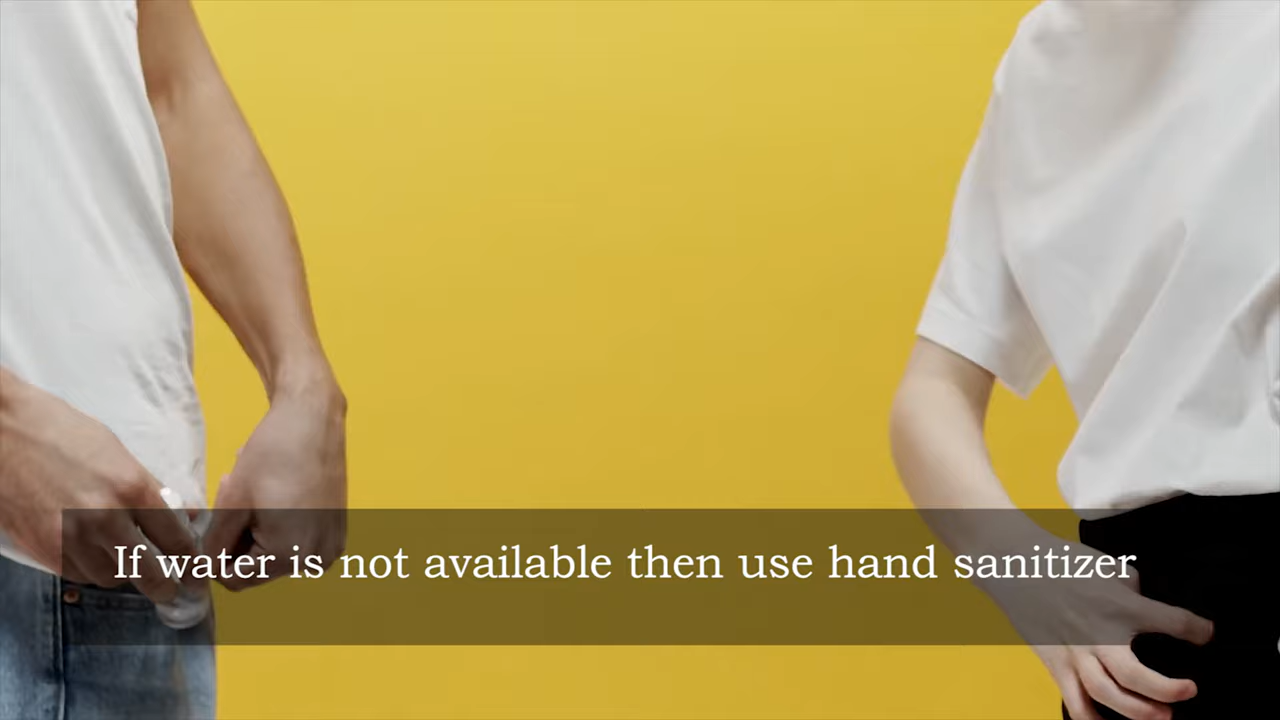 If water is not available then use hand sanitizer